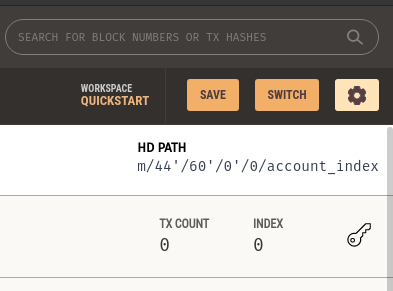 SEARCH FOR BLOCK NUMBERS OR TX HASHES
WORKSPACE
QUICKSTART
SAVE
SWITCH
HD PATH
m/44'/60'/0'/0/account_index
TX COUNT
0
INDEX
0